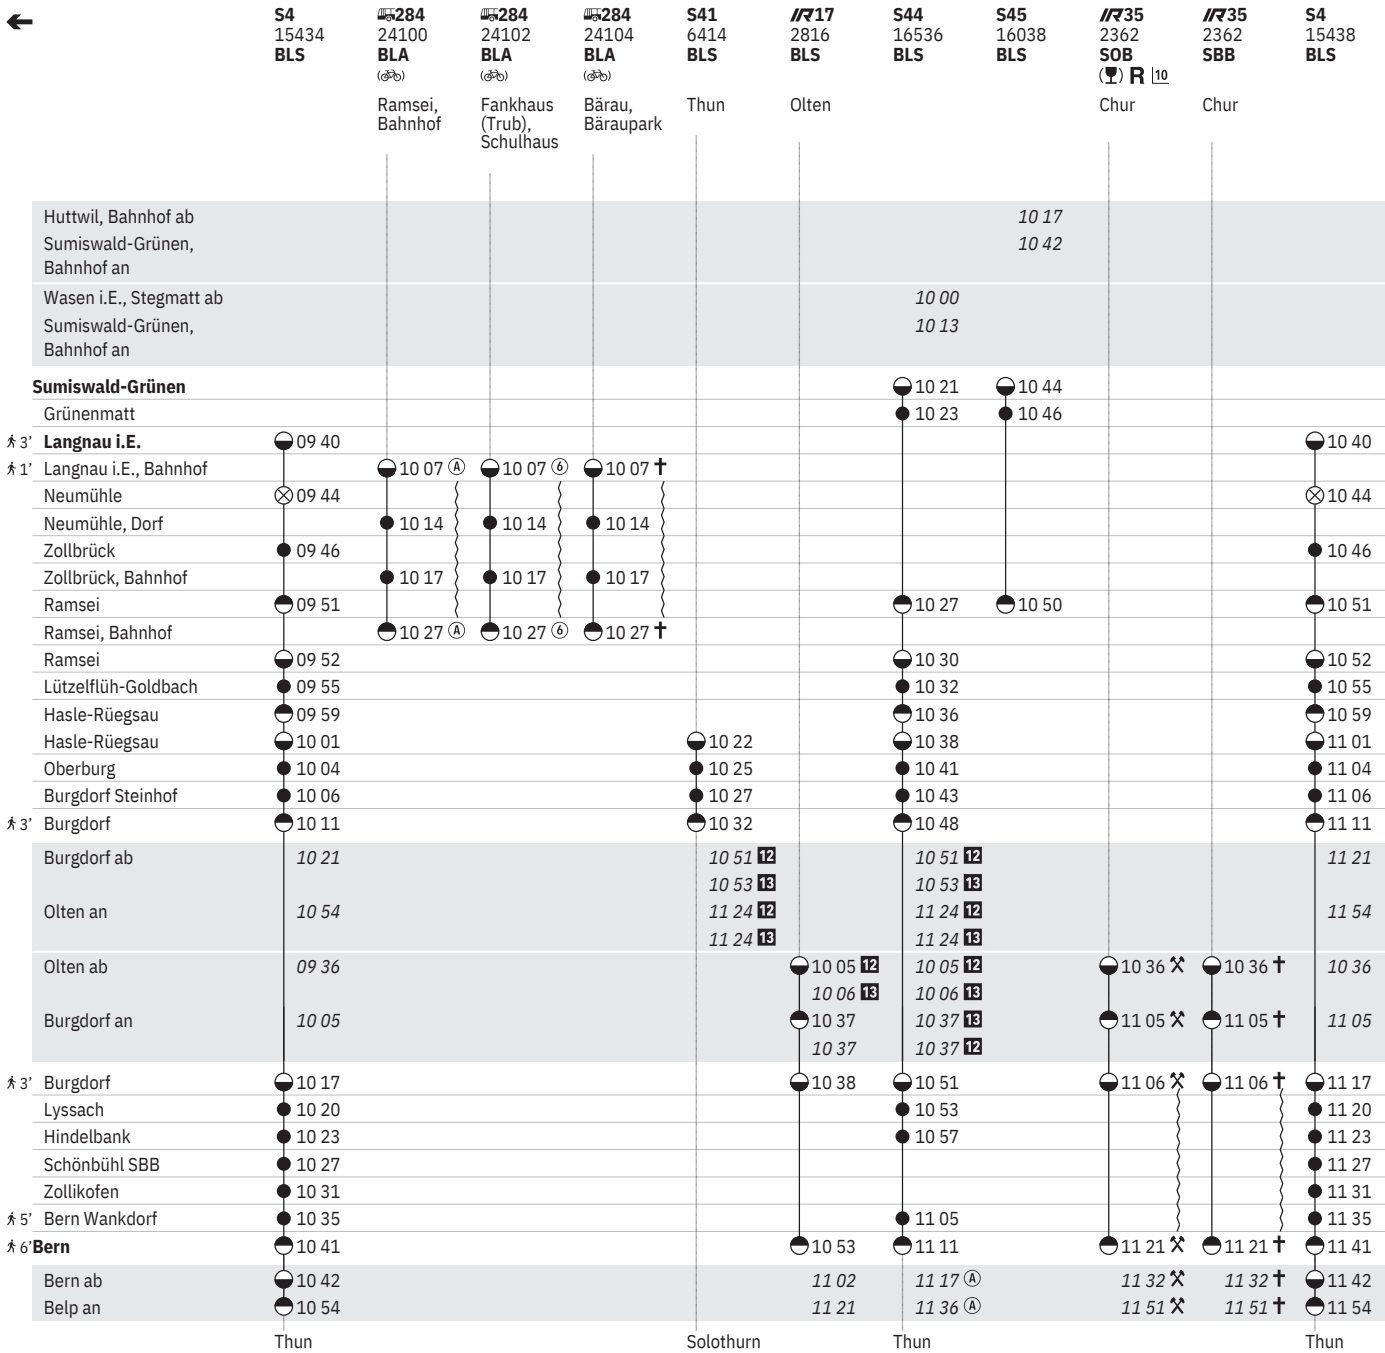 S4 284 284 284 S41 IR17 S44 S45 IR35 IR35 S4
15434 24100 24102 24104 6414 2816 16536 16038 2362 2362 15438
BLS BLA BLA BLA BLS BLS BLS BLS SOB SBB BLS
R 10
Ramsei, Fankhaus Bärau, Thun Olten Chur Chur
Bahnhof (Trub), Bäraupark
Schulhaus
Huttwil, Bahnhof ab 10 17
Sumiswald-Grünen, 10 42
Bahnhof an
Wasen i.E., Stegmatt ab 10 00
Sumiswald-Grünen, 10 13
Bahnhof an
Sumiswald-Grünen 10 21 10 44
Grünenmatt 10 23 10 46
3' Langnau i.E. 09 40 10 40
1' Langnau i.E., Bahnhof 10 07 A 10 07 6 10 07 ✝
Neumühle 09 44 10 44
Neumühle, Dorf 10 14 10 14 10 14
Zollbrück 09 46 10 46
Zollbrück, Bahnhof 10 17 10 17 10 17
Ramsei 09 51 10 27 10 50 10 51
Ramsei, Bahnhof 10 27 A 10 27 6 10 27 ✝
Ramsei 09 52 10 30 10 52
Lützelflüh-Goldbach 09 55 10 32 10 55
Hasle-Rüegsau 09 59 10 36 10 59
Hasle-Rüegsau 10 01 10 22 10 38 11 01
Oberburg 10 04 10 25 10 41 11 04
Burgdorf Steinhof 10 06 10 27 10 43 11 06
3' Burgdorf 10 11 10 32 10 48 11 11
Burgdorf ab 10 21 10 51 12 10 51 12 11 21
10 53 13 10 53 13
Olten an 10 54 11 24 12 11 24 12 11 54
11 24 13 11 24 13
Olten ab 09 36 10 05 12 10 05 12 10 36 10 36 ✝ 10 36
10 06 13 10 06 13
Burgdorf an 10 05 10 37 10 37 13 11 05 11 05 ✝ 11 05
10 37 10 37 12
3' Burgdorf 10 17 10 38 10 51 11 06 11 06 ✝ 11 17
Lyssach 10 20 10 53 11 20
Hindelbank 10 23 10 57 11 23
Schönbühl SBB 10 27 11 27
Zollikofen 10 31 11 31
5' Bern Wankdorf 10 35 11 05 11 35
6' Bern 10 41 10 53 11 11 11 21 11 21 ✝ 11 41
Bern ab 10 42 11 02 11 17 A 11 32 11 32 ✝ 11 42
Belp an 10 54 11 21 11 36 A 11 51 11 51 ✝ 11 54
Thun Solothurn Thun Thun